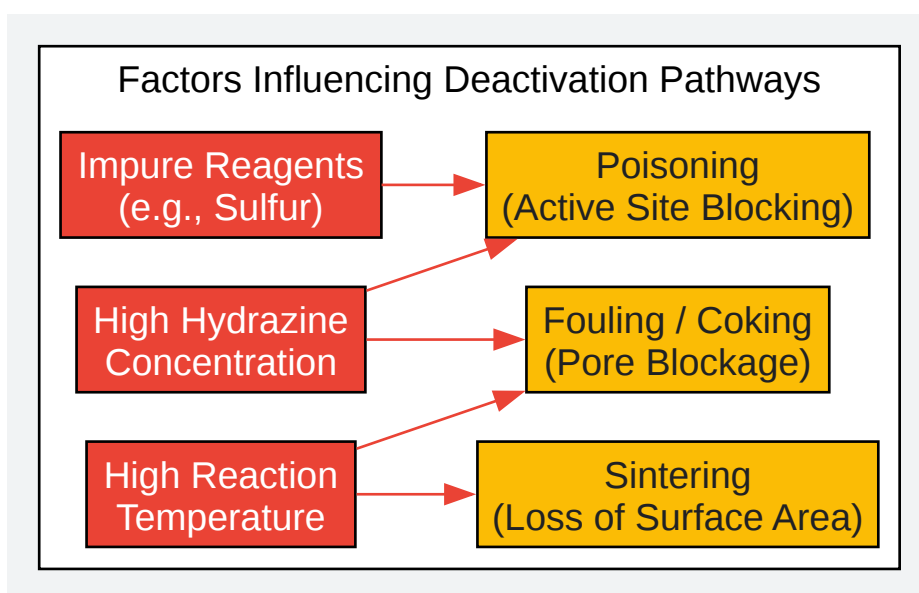 Factors Influencing Deactivation Pathways
Impure Reagents
(e.g., Sulfur)
Poisoning
(Active Site Blocking)
High Hydrazine
Concentration
Fouling / Coking
(Pore Blockage)
High Reaction
Temperature
Sintering
(Loss of Surface Area)